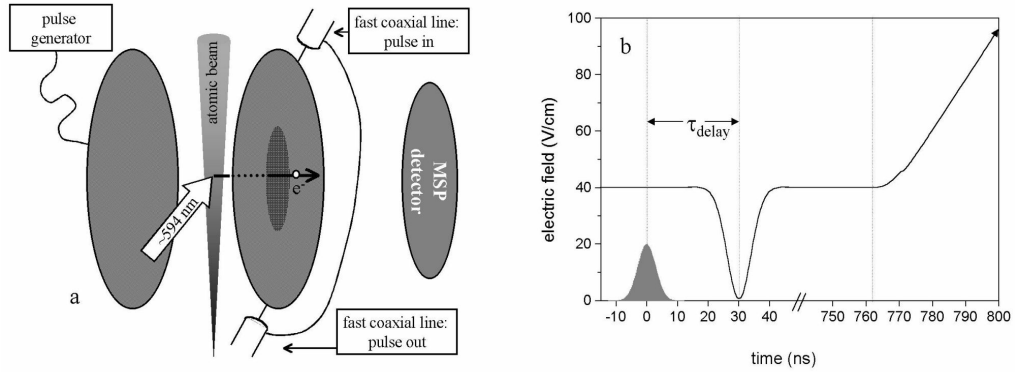 pulse
generator
fast coaxial line:
pulse in
atomic beam
~594 nm
e-
MSP
detector
a
fast coaxial line:
pulse out
b
τdelay
electric field (V/cm)
100
80
60
40
20
0
-10 0 10 20 30 40 750 760 770 780 790 800
time (ns)